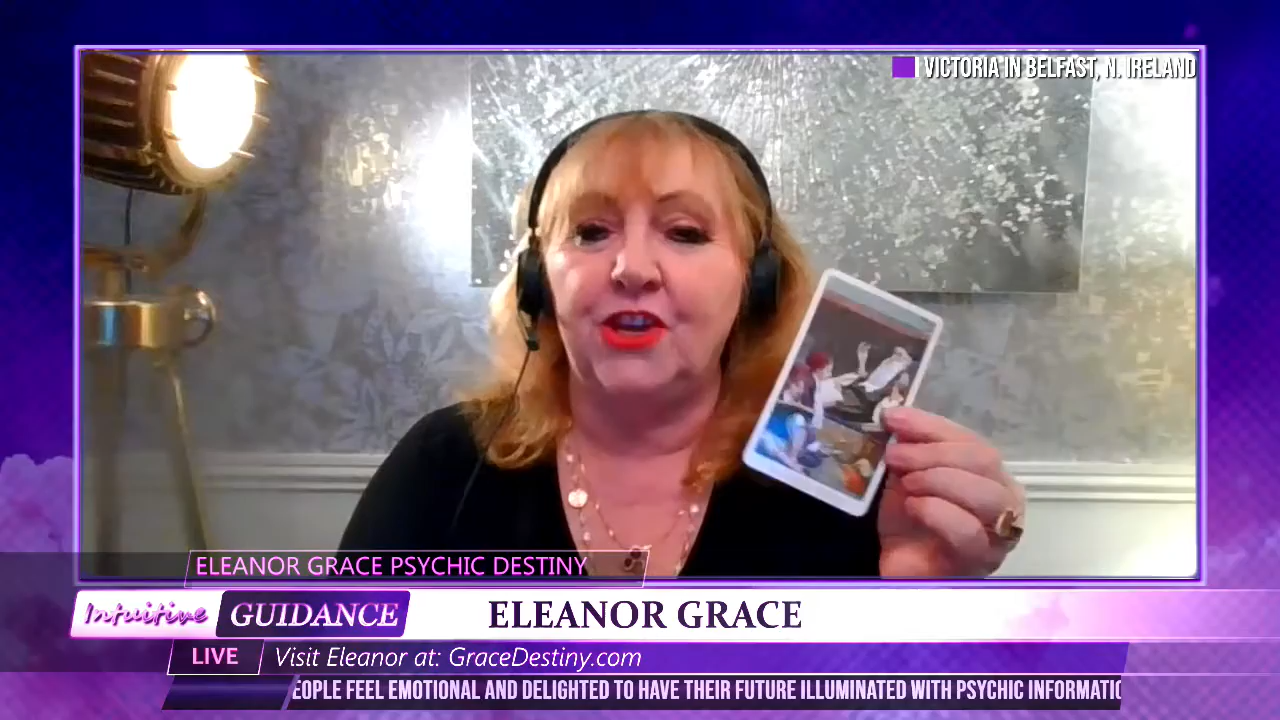 VICTORIA IN BELFAST, N. IRELAND
ELEANOR GRACE PSYCHIC DESTINY
Intuitive GUIDANCE
ELEANOR GRACE
LIVE
Visit Eleanor at: GraceDestiny.com
EOPLE FEEL EMOTIONAL AND DELIGHTED TO HAVE THEIR FUTURE ILLUMINATED WITH PSYCHIC INFORMATIO